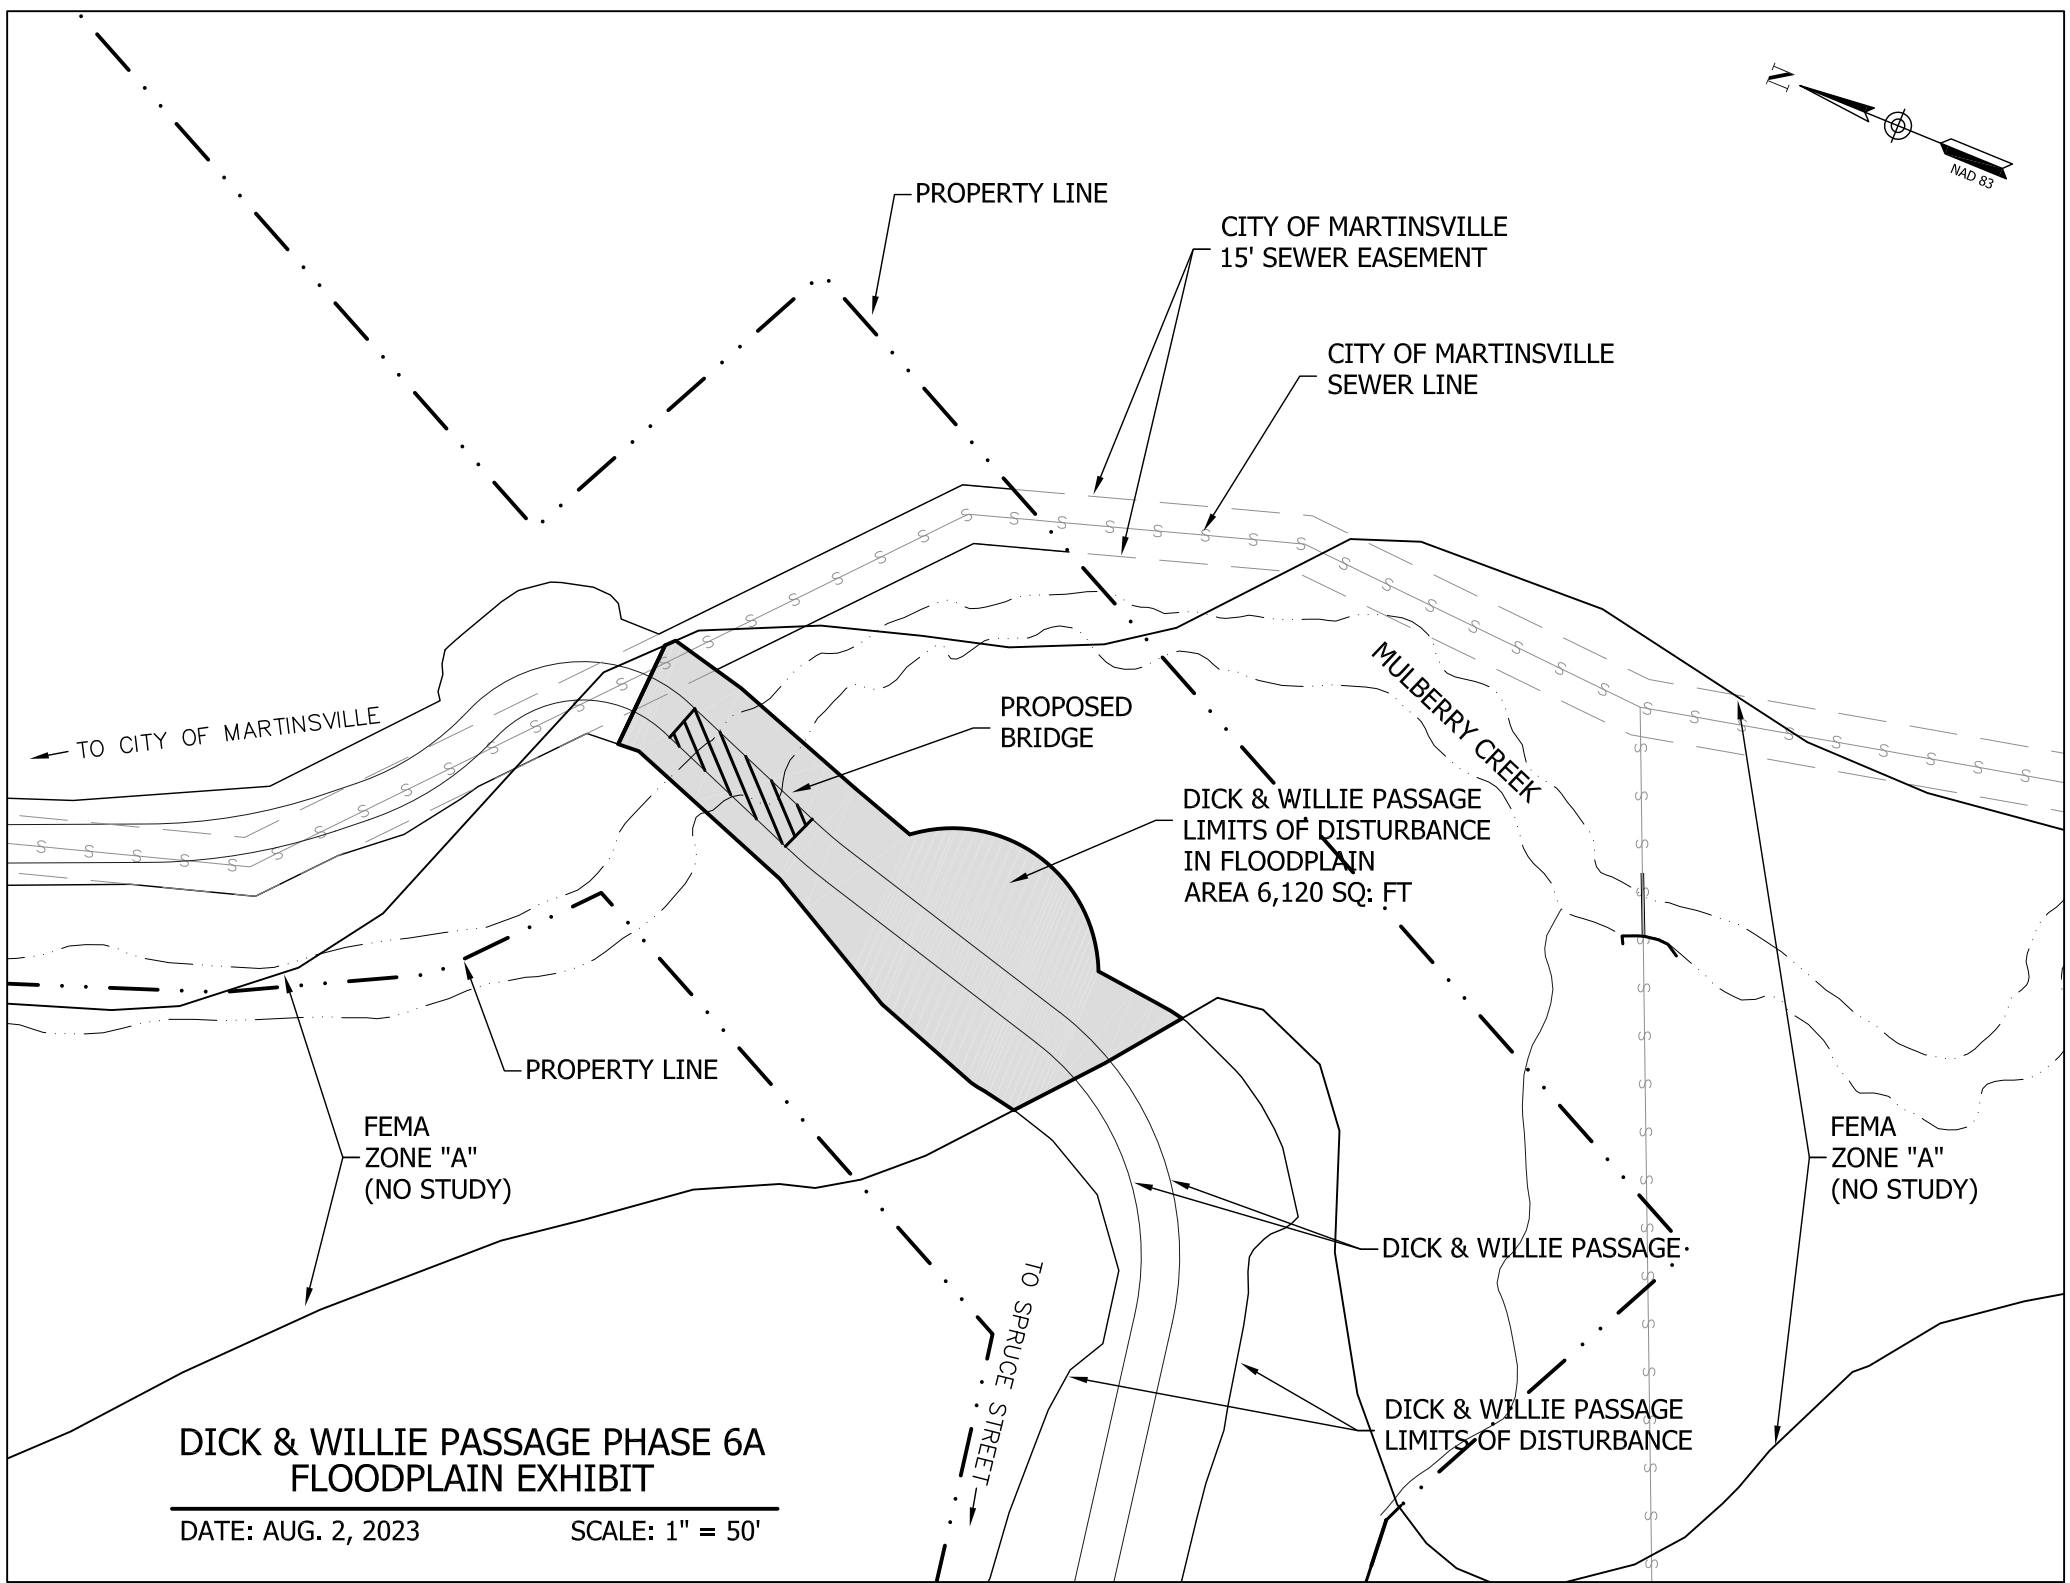 N
NAD 83
PROPERTY LINE
CITY OF MARTINSVILLE
15' SEWER EASEMENT
CITY OF MARTINSVILLE
SEWER LINE
MULBERRY CREEK
TO CITY OF MARTINSVILLE
PROPOSED
BRIDGE
DICK & WILLIE PASSAGE
LIMITS OF DISTURBANCE
IN FLOODPLAIN
AREA 6,120 SQ. FT
PROPERTY LINE
FEMA
ZONE "A"
(NO STUDY)
FEMA
ZONE "A"
(NO STUDY)
DICK & WILLIE PASSAGE
TO SPRUCE STREET
DICK & WILLIE PASSAGE
LIMITS OF DISTURBANCE
DICK & WILLIE PASSAGE PHASE 6A
FLOODPLAIN EXHIBIT
DATE: AUG. 2, 2023 SCALE: 1" = 50'